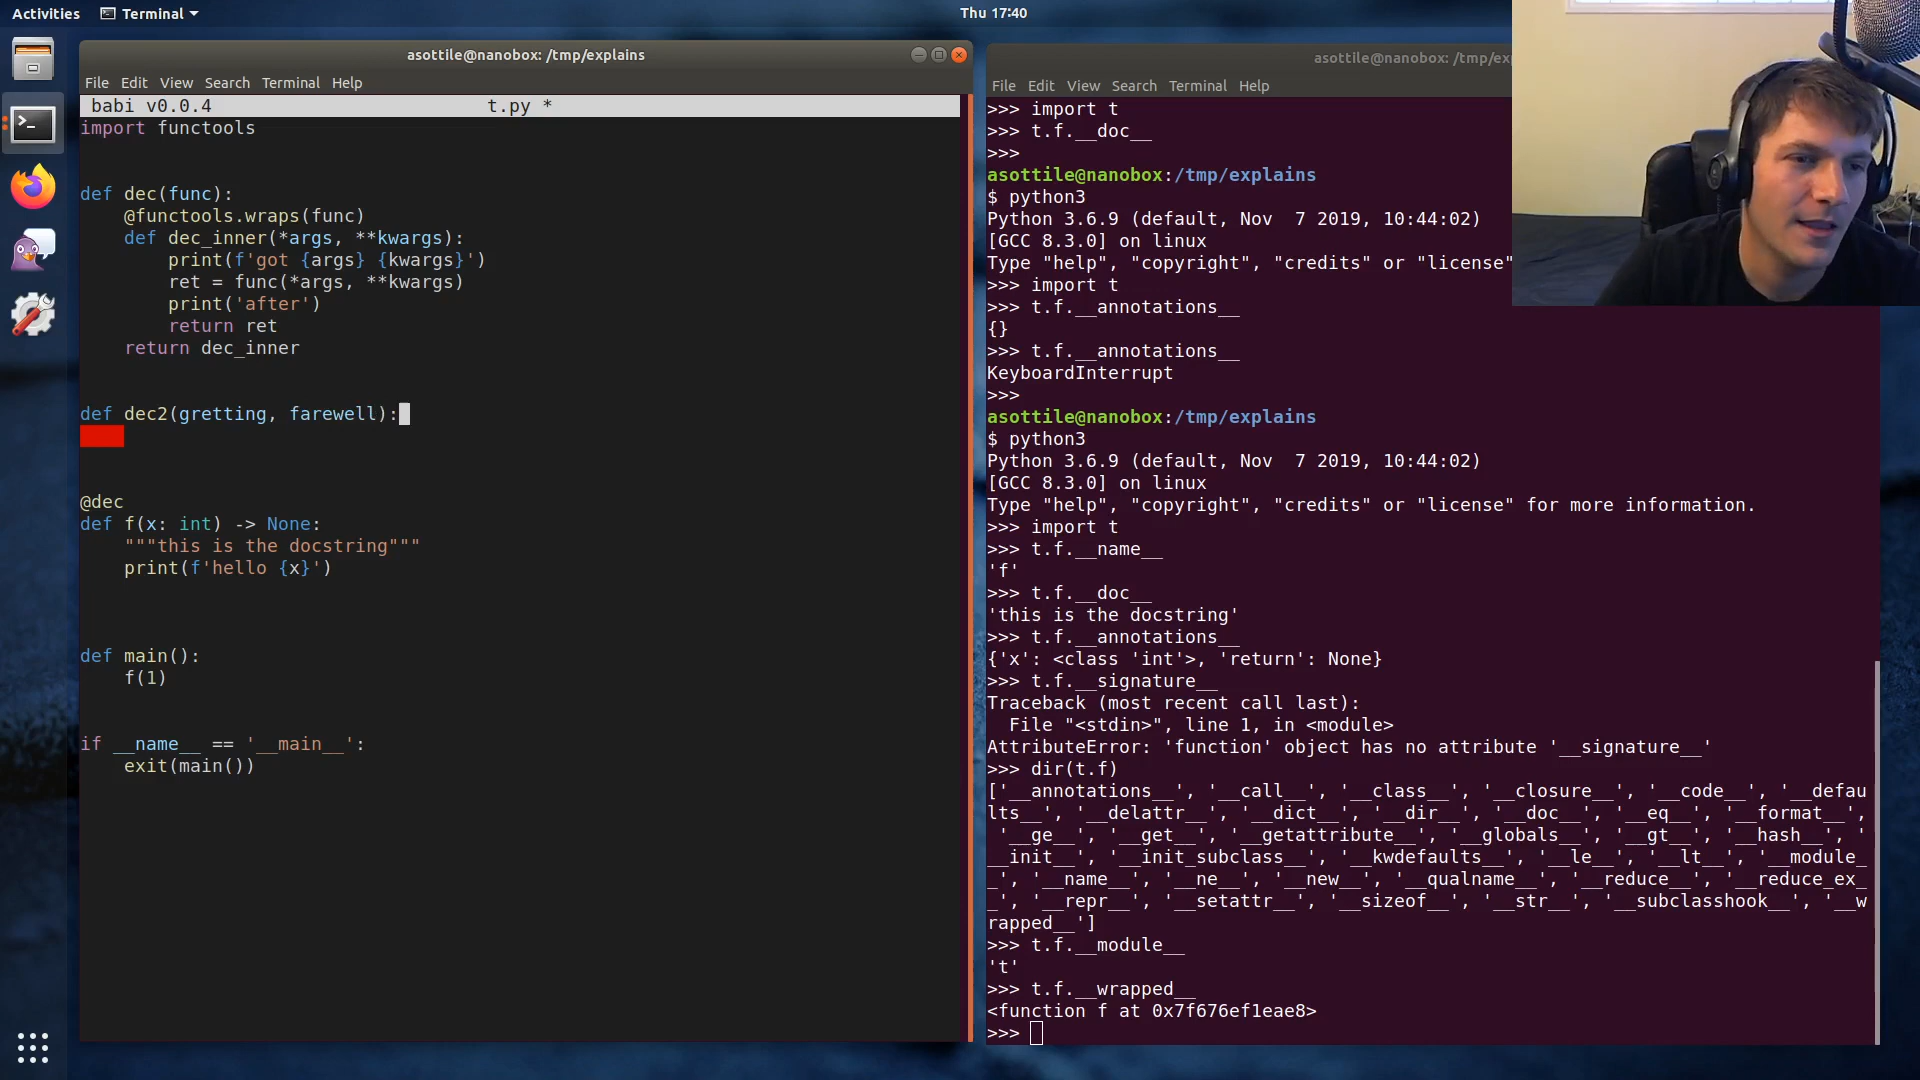 Activities
Terminal
Thu 17:40
asottile@nanobox: /tmp/explains
File Edit View Search Terminal Help
babi v0.0.4 t.py *
import functools
def dec(func):
    @functools.wraps(func)
    def dec_inner(*args, **kwargs):
        print(f'got {args} {kwargs}')
        ret = func(*args, **kwargs)
        print('after')
        return ret
    return dec_inner
def dec2(gretting, farewell):
@dec
def f(x: int) -> None:
    """this is the docstring"""
    print(f'hello {x}')
def main():
    f(1)
if __name__ == '__main__':
    exit(main())
asottile@nanobox: /tmp/ex
File Edit View Search Terminal Help
>>> import t
>>> t.f.__doc__
>>>
asottile@nanobox:/tmp/explains
$ python3
Python 3.6.9 (default, Nov  7 2019, 10:44:02)
[GCC 8.3.0] on linux
Type "help", "copyright", "credits" or "license"
>>> import t
>>> t.f.__annotations__
{}
>>> t.f.__annotations__
KeyboardInterrupt
>>>
asottile@nanobox:/tmp/explains
$ python3
Python 3.6.9 (default, Nov  7 2019, 10:44:02)
[GCC 8.3.0] on linux
Type "help", "copyright", "credits" or "license" for more information.
>>> import t
>>> t.f.__name__
'f'
>>> t.f.__doc__
'this is the docstring'
>>> t.f.__annotations__
{'x': <class 'int'>, 'return': None}
>>> t.f.__signature__
Traceback (most recent call last):
  File "<stdin>", line 1, in <module>
AttributeError: 'function' object has no attribute '__signature__'
>>> dir(t.f)
['__annotations__', '__call__', '__class__', '__closure__', '__code__', '__defau
lts__', '__delattr__', '__dict__', '__dir__', '__doc__', '__eq__', '__format__',
 '__ge__', '__get__', '__getattribute__', '__globals__', '__gt__', '__hash__', '
__init__', '__init_subclass__', '__kwdefaults__', '__le__', '__lt__', '__module_
_', '__name__', '__ne__', '__new__', '__qualname__', '__reduce__', '__reduce_ex_
_', '__repr__', '__setattr__', '__sizeof__', '__str__', '__subclasshook__', '__w
rapped__']
>>> t.f.__module__
't'
>>> t.f.__wrapped__
<function f at 0x7f676ef1eae8>
>>>